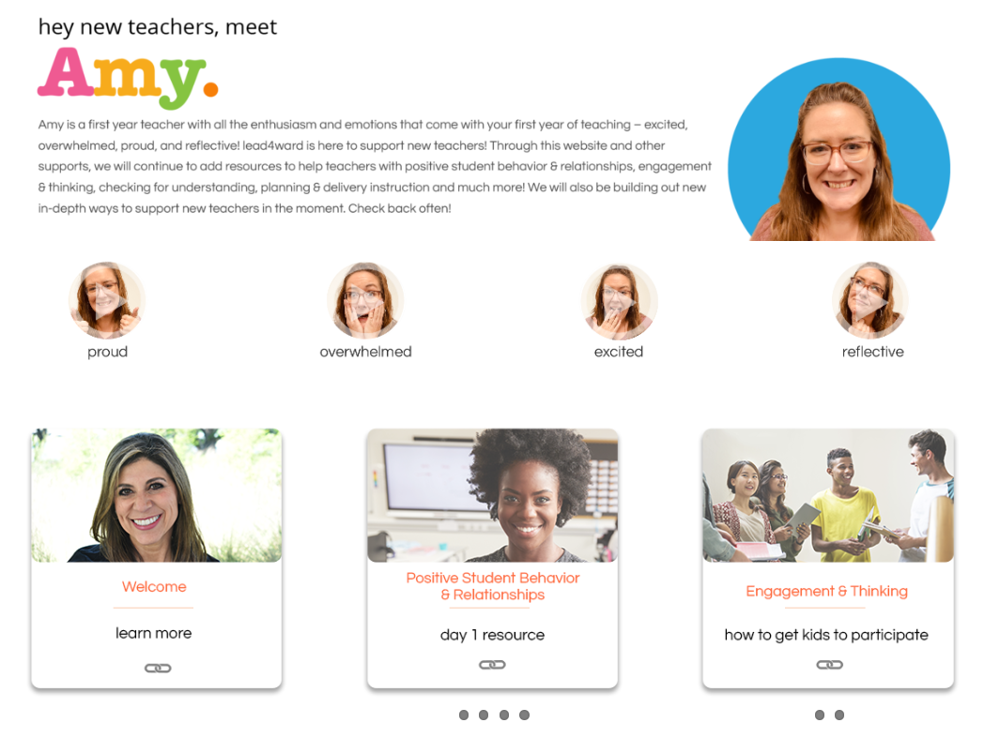 hey new teachers, meet
Amy.
Amy is a first year teacher with all the enthusiasm and emotions that come with your first year of teaching – excited,
overwhelmed, proud, and reflective! lead4ward is here to support new teachers! Through this website and other
supports, we will continue to add resources to help teachers with positive student behavior & relationships, engagement
& thinking, checking for understanding, planning & delivery instruction and much more! We will also be building out new
in-depth ways to support new teachers in the moment. Check back often!
proud
overwhelmed
excited
reflective
Welcome
learn more
Positive Student Behavior
& Relationships
day 1 resource
Engagement & Thinking
how to get kids to participate